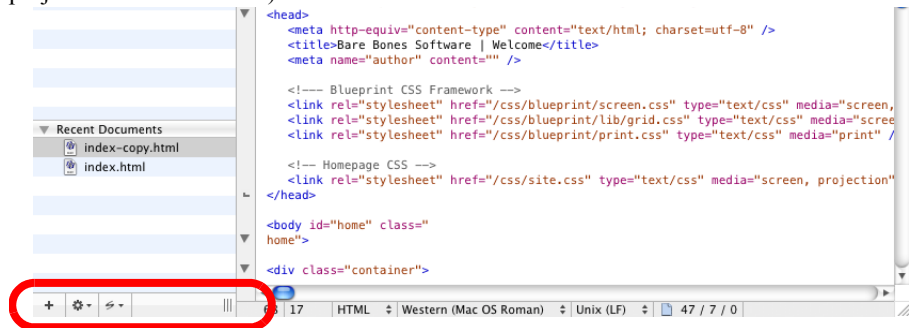 <head>
<meta http-equiv="content-type" content="text/html; charset=utf-8" />
<title>Bare Bones Software | Welcome</title>
<meta name="author" content="" />
<!--- Blueprint CSS Framework -->
<link rel="stylesheet" href="/css/blueprint/screen.css" type="text/css" media="screen,
<link rel="stylesheet" href="/css/blueprint/lib/grid.css" type="text/css" media="scree
<link rel="stylesheet" href="/css/blueprint/print.css" type="text/css" media="print" /
<!-- Homepage CSS -->
<link rel="stylesheet" href="/css/site.css" type="text/css" media="screen, projection"
</head>
<body id="home" class="
home">
<div class="container">
Recent Documents
index-copy.html
index.html
17 HTML Western (Mac OS Roman) Unix (LF) 47 / 7 / 0